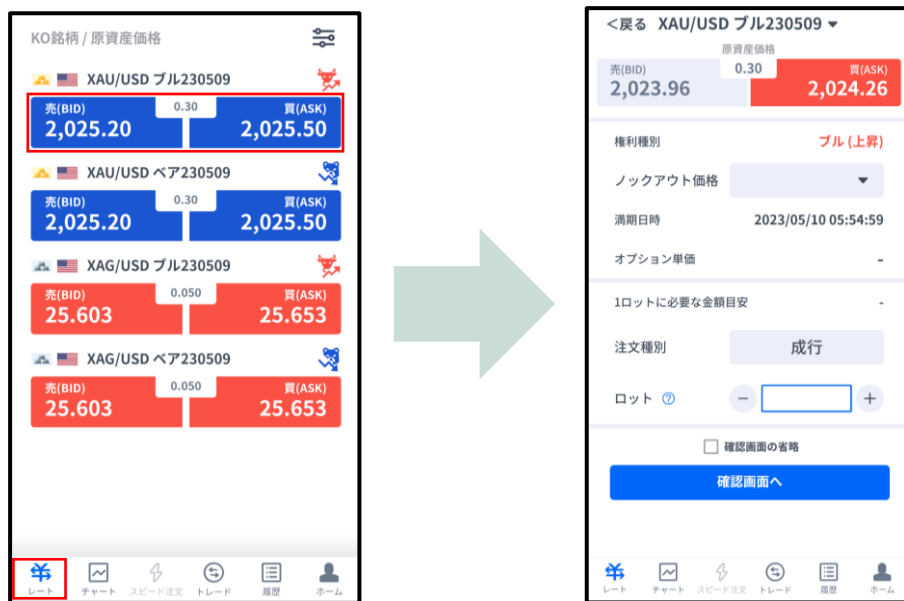 KO銘柄 / 原資産価格
XAU/USD ブル230509
売(BID) 0.30 買(ASK)
2,025.20 2,025.50
XAU/USD ベア230509
売(BID) 0.30 買(ASK)
2,025.20 2,025.50
XAG/USD ブル230509
売(BID) 0.050 買(ASK)
25.603 25.653
XAG/USD ベア230509
売(BID) 0.050 買(ASK)
25.603 25.653
レート チャート スピード注文 トレード 履歴 ホーム
<戻る XAU/USD ブル230509
原資産価格
売(BID) 0.30 買(ASK)
2,023.96 2,024.26
権利種別 ブル (上昇)
ノックアウト価格
満期日時 2023/05/10 05:54:59
オプション単価 -
1ロットに必要な金額目安 -
注文種別 成行
ロット ? − +
確認画面の省略
確認画面へ
レート チャート スピード注文 トレード 履歴 ホーム